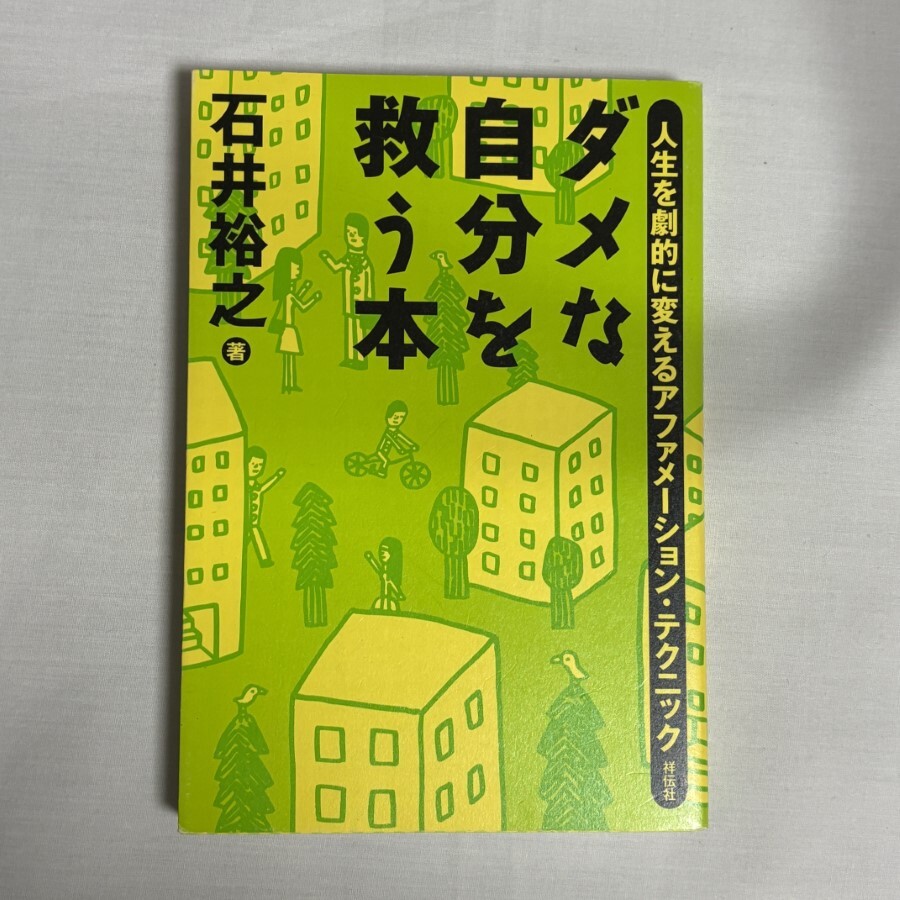 人生を劇的に変えるアファメーション・テクニック
祥伝社
ダメな
自分を
救う本
石井裕之
著